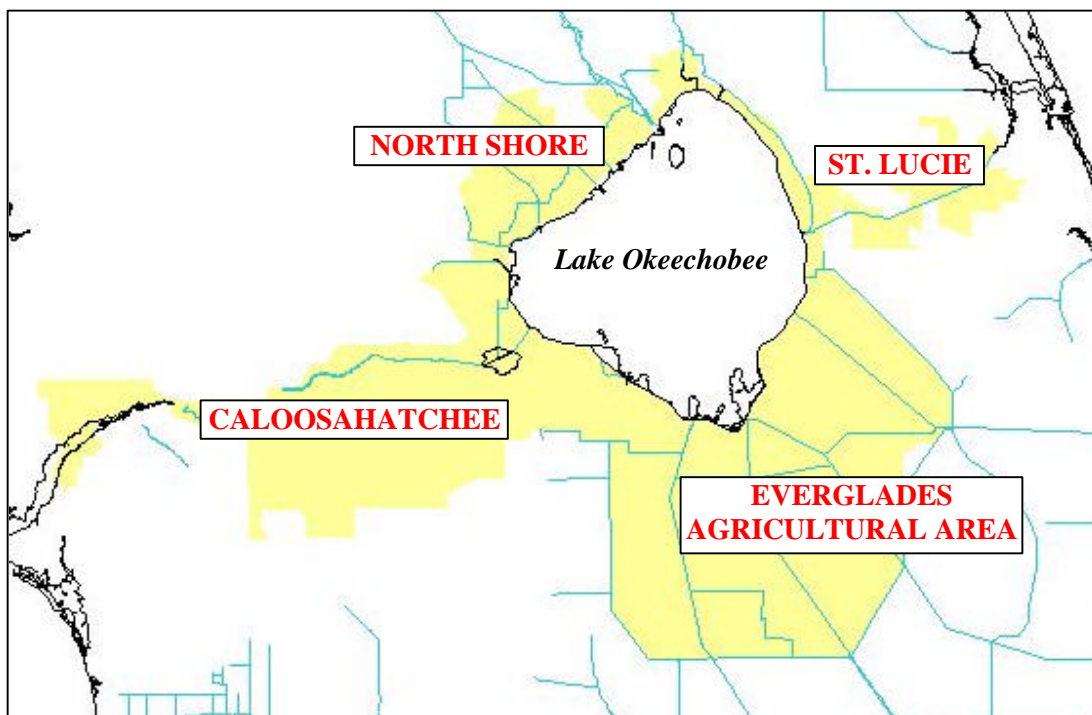 NORTH SHORE
ST. LUCIE
Lake Okeechobee
CALOOSAHATCHEE
EVERGLADES
AGRICULTURAL AREA